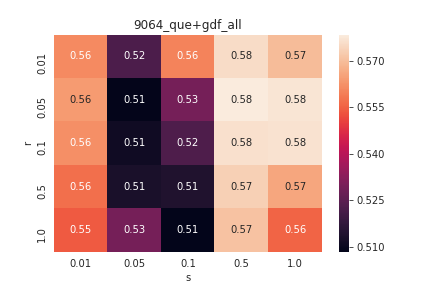 9064_que+gdf_all
0.01 0.56 0.52 0.56 0.58 0.57 0.570
0.05 0.56 0.51 0.53 0.58 0.58 0.555
r 0.1 0.56 0.51 0.52 0.58 0.58 0.540
0.5 0.56 0.51 0.51 0.57 0.57 0.525
1.0 0.55 0.53 0.51 0.57 0.56 0.510
0.01 0.05 0.1 0.5 1.0
s